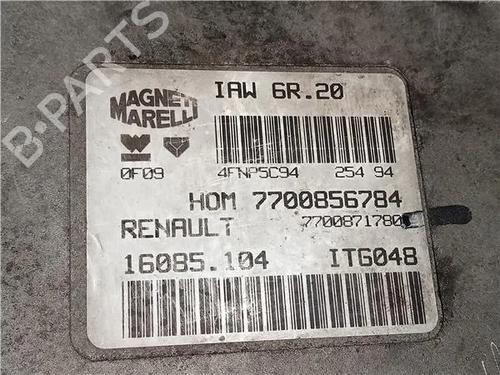 B-PARTS
MAGNETI
MARELLI
IAW 6R.20
0F09
4FNP5C94
254 94
HOM 7700856784
RENAULT
7700871780
16085.104
ITG048